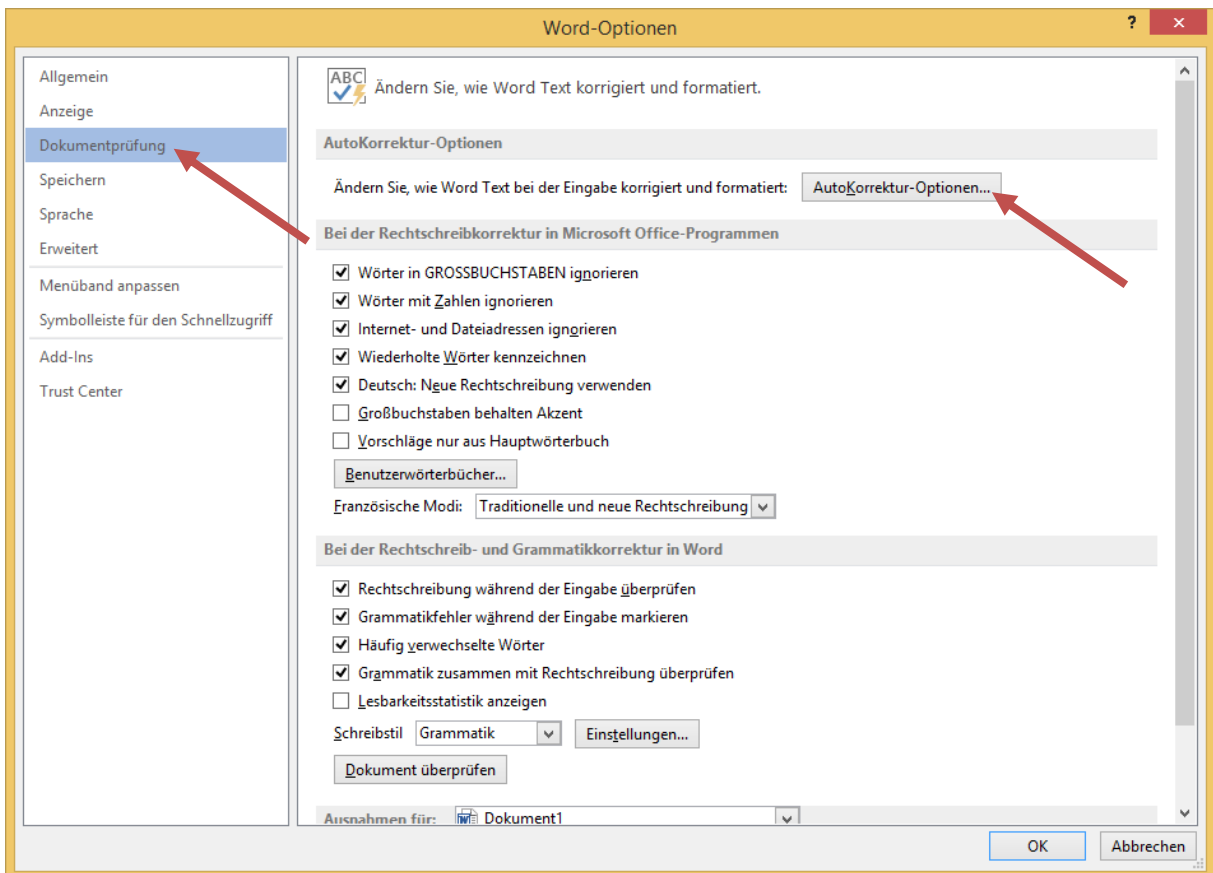 Word-Optionen
?
Allgemein
Anzeige
Dokumentprüfung
Speichern
Sprache
Erweitert
Menüband anpassen
Symbolleiste für den Schnellzugriff
Add-Ins
Trust Center
ABC
Ändern Sie, wie Word Text korrigiert und formatiert.
AutoKorrektur-Optionen
Ändern Sie, wie Word Text bei der Eingabe korrigiert und formatiert: AutoKorrektur-Optionen...
Bei der Rechtschreibkorrektur in Microsoft Office-Programmen
Wörter in GROSSBUCHSTABEN ignorieren
Wörter mit Zahlen ignorieren
Internet- und Dateiadressen ignorieren
Wiederholte Wörter kennzeichnen
Deutsch: Neue Rechtschreibung verwenden
Großbuchstaben behalten Akzent
Vorschläge nur aus Hauptwörterbuch
Benutzerwörterbücher...
Französische Modi: Traditionelle und neue Rechtschreibung
Bei der Rechtschreib- und Grammatikkorrektur in Word
Rechtschreibung während der Eingabe überprüfen
Grammatikfehler während der Eingabe markieren
Häufig verwechselte Wörter
Grammatik zusammen mit Rechtschreibung überprüfen
Lesbarkeitsstatistik anzeigen
Schreibstil Grammatik Einstellungen...
Dokument überprüfen
Ausnahmen für: Dokument1
OK Abbrechen